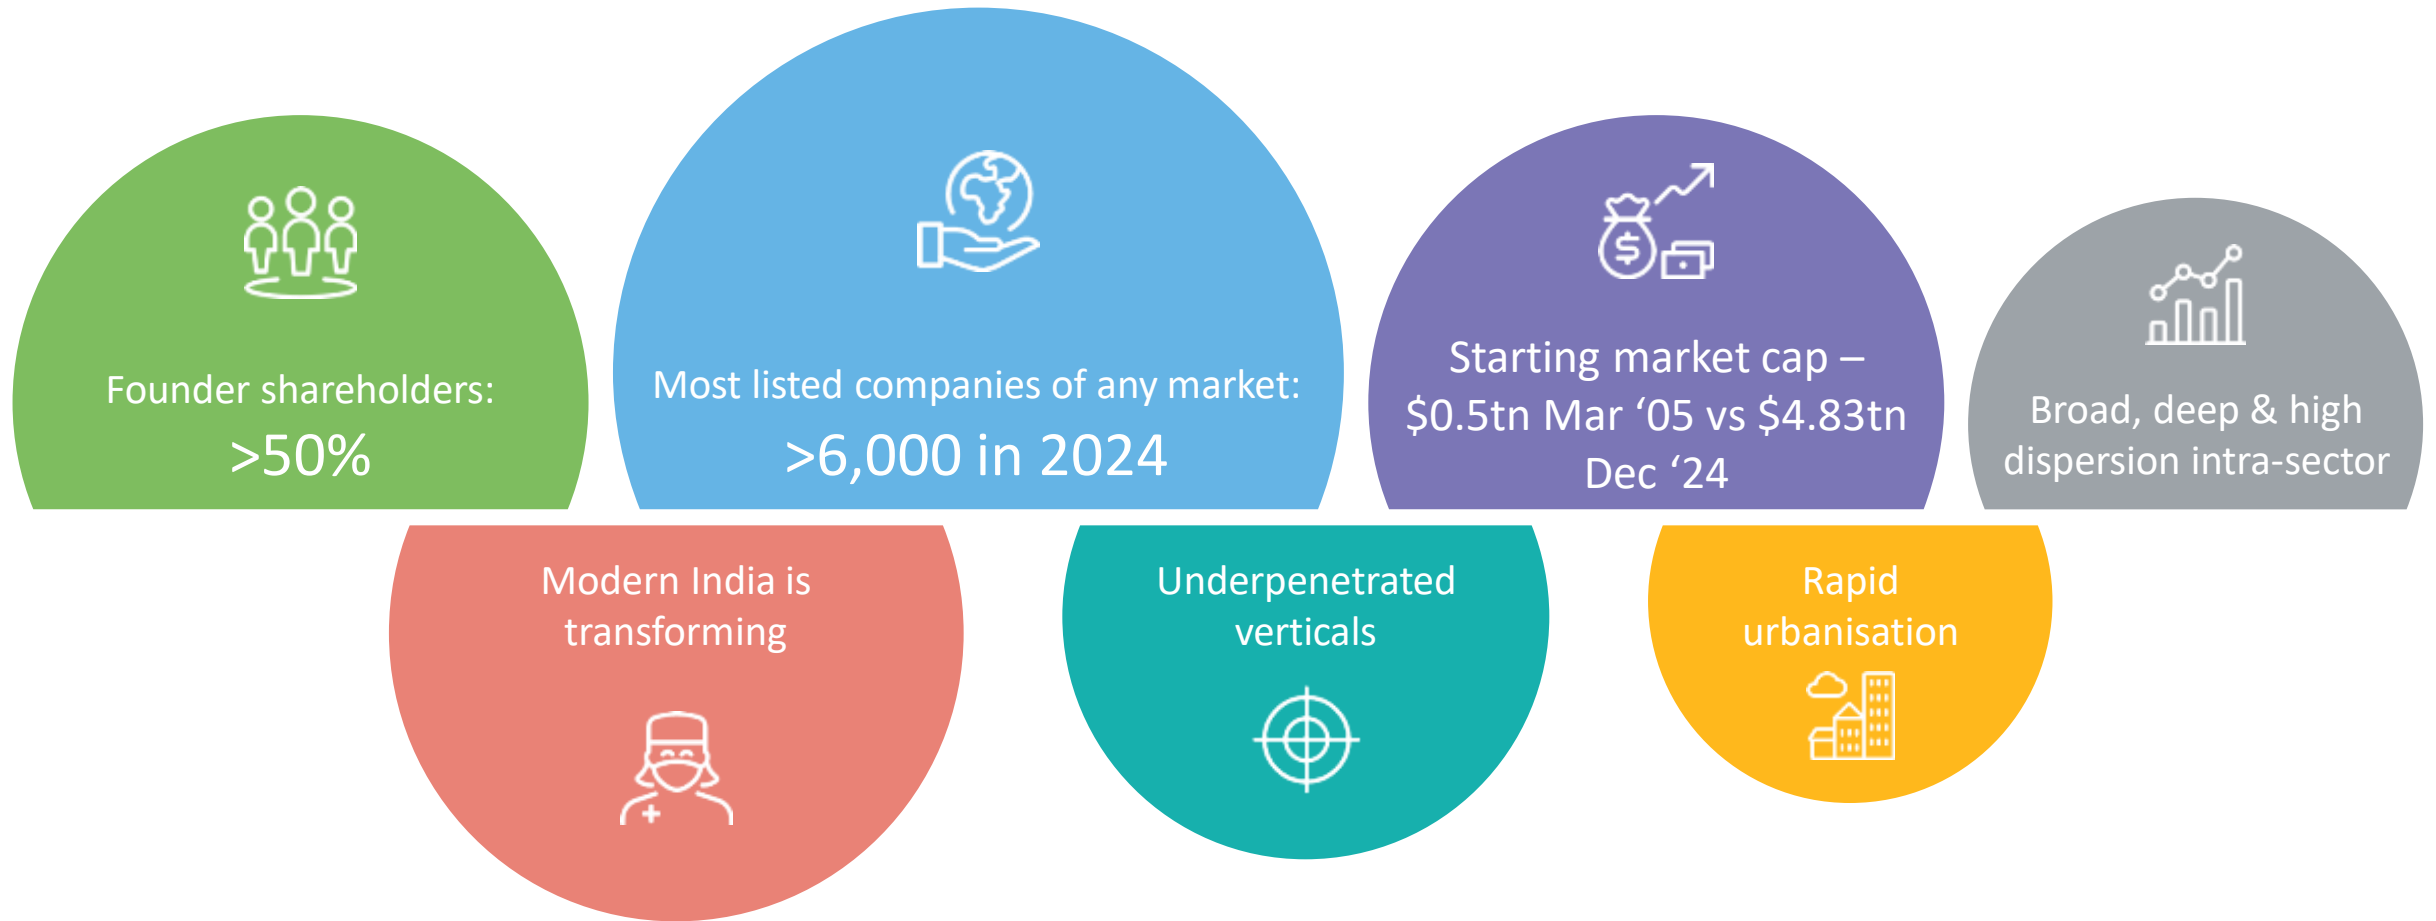 Founder shareholders:
>50%
Most listed companies of any market:
>6,000 in 2024
Starting market cap –
$0.5tn Mar ‘05 vs $4.83tn
Dec ‘24
Broad, deep & high
dispersion intra-sector
Modern India is
transforming
Underpenetrated
verticals
Rapid
urbanisation